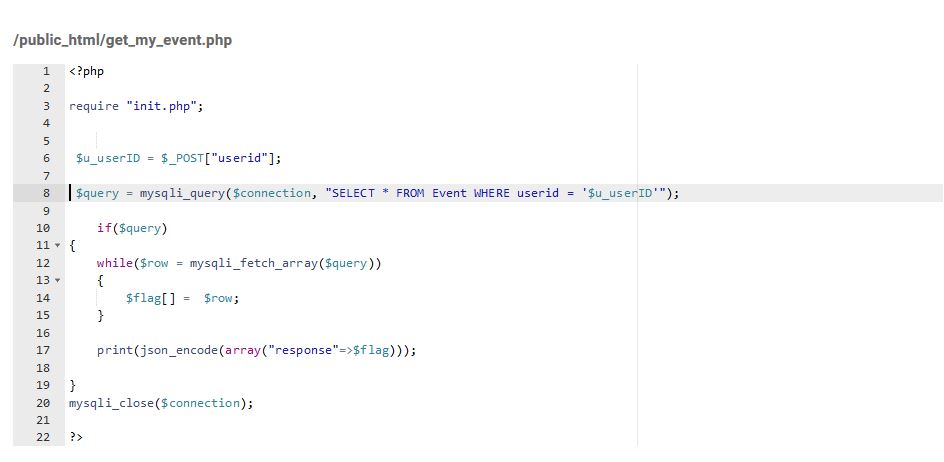 /public_html/get_my_event.php
1 <?php
2
3 require "init.php";
4
5
6 $u_userID = $_POST["userid"];
7
8 $query = mysqli_query($connection, "SELECT * FROM Event WHERE userid = '$u_userID'");
9
10 if($query)
11 {
12 while($row = mysqli_fetch_array($query))
13 {
14 $flag[] = $row;
15 }
16
17 print(json_encode(array("response"=>$flag)));
18
19 }
20 mysqli_close($connection);
21
22 ?>